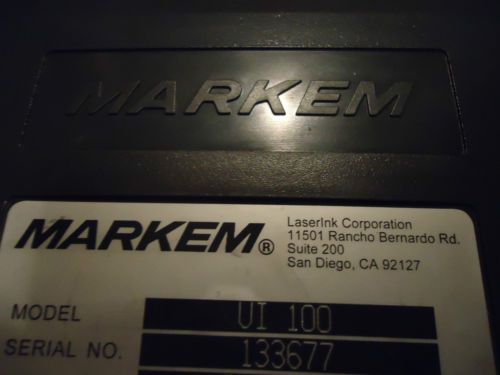 MARKEM
MARKEM®
LaserInk Corporation
11501 Rancho Bernardo Rd.
Suite 200
San Diego, CA 92127
MODEL VI 100
SERIAL NO. 133677